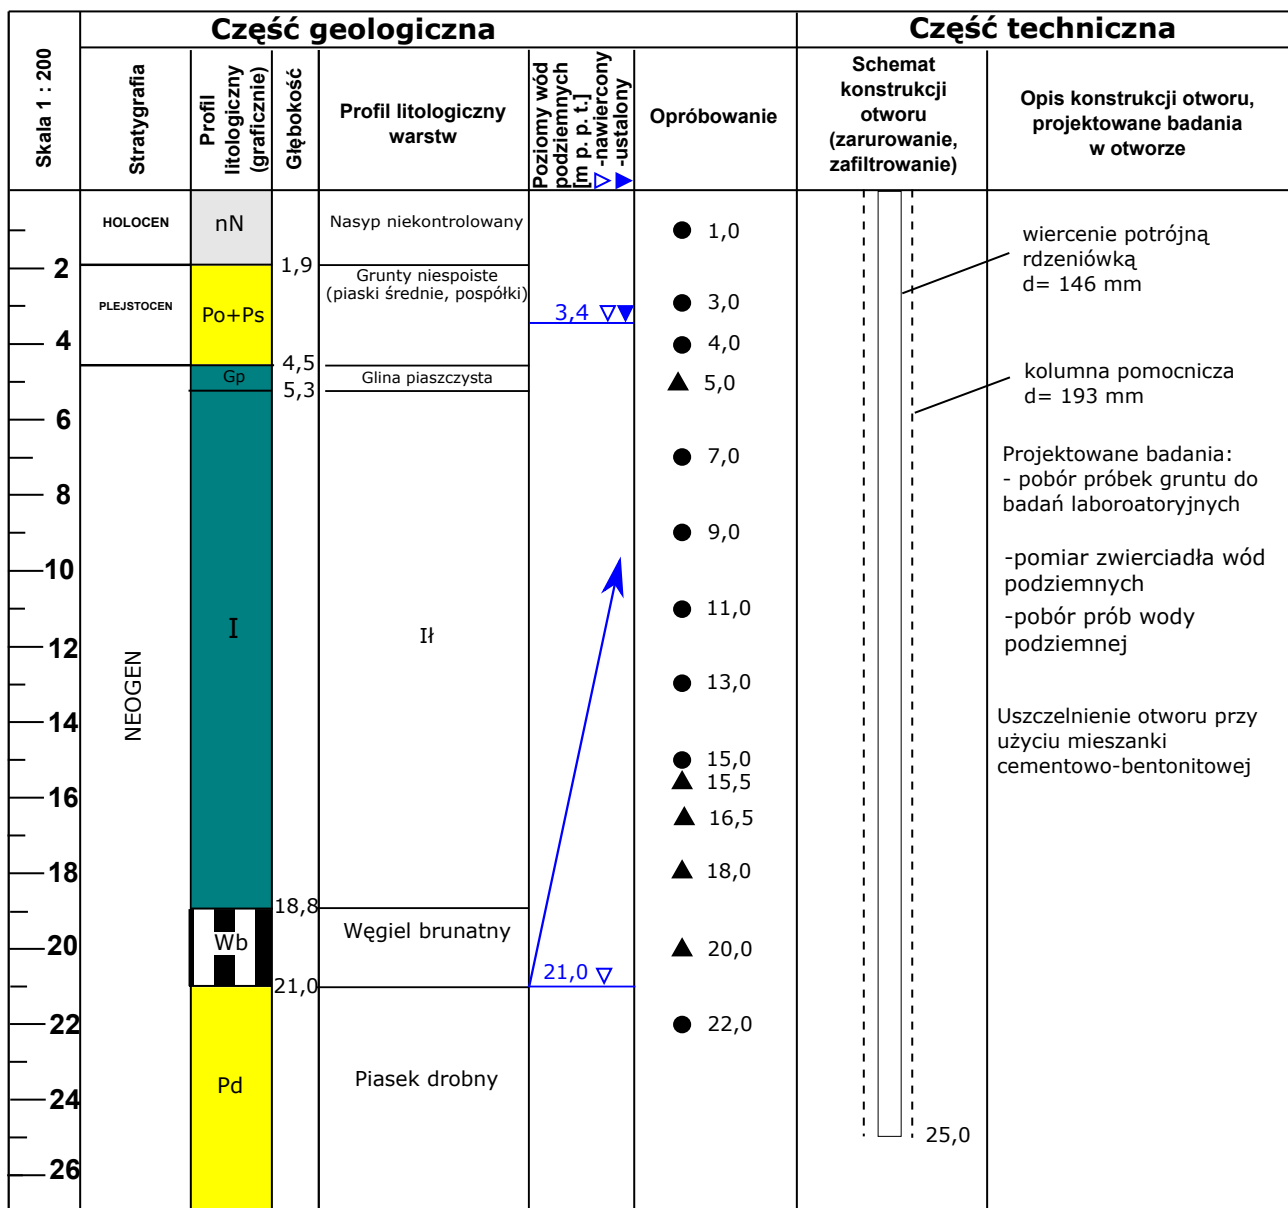 Część geologiczna
Część techniczna
Skala 1 : 200
Stratygrafia
Profil
litologiczny
(graficznie)
Głębokość
Profil litologiczny
warstw
Poziomy wód
podziemnych
[m p. p. t.]
-nawiercony
-ustalony
Opróbowanie
Schemat
konstrukcji
otworu
(zarurowanie,
zafiltrowanie)
Opis konstrukcji otworu,
projektowane badania
w otworze
2
4
6
8
10
12
14
16
18
20
22
24
26
HOLOCEN
PLEJSTOCEN
NEOGEN
nN
Po+Ps
Gp
I
Wb
Pd
1,9
4,5
5,3
18,8
21,0
Nasyp niekontrolowany
Grunty niespoiste
(piaski średnie, pospółki)
Glina piaszczysta
Ił
Węgiel brunatny
Piasek drobny
3,4
21,0
1,0
3,0
4,0
5,0
7,0
9,0
11,0
13,0
15,0
15,5
16,5
18,0
20,0
22,0
25,0
wiercenie potrójną
rdzeniówką
d= 146 mm
kolumna pomocnicza
d= 193 mm
Projektowane badania:
- pobór próbek gruntu do
badań laboroatoryjnych
-pomiar zwierciadła wód
podziemnych
-pobór prób wody
podziemnej
Uszczelnienie otworu przy
użyciu mieszanki
cementowo-bentonitowej